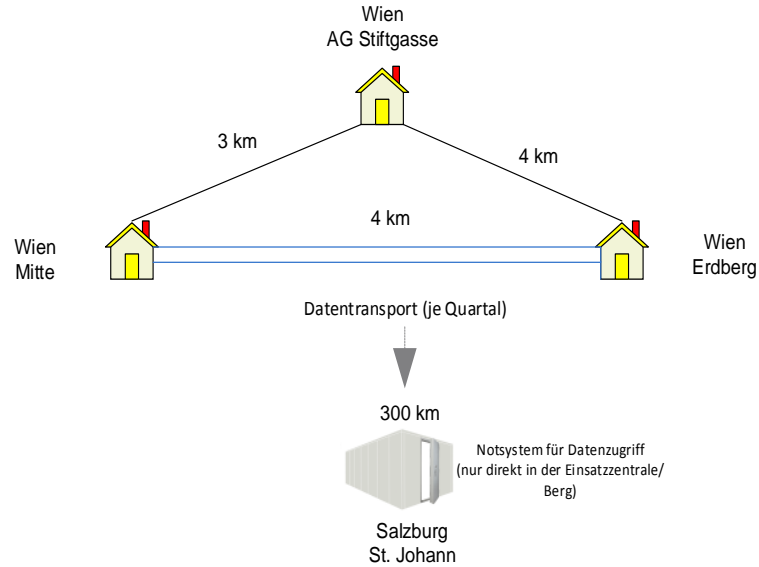 Wien
AG Stiftgasse
3 km
4 km
4 km
Wien
Mitte
Wien
Erdberg
Datentransport (je Quartal)
300 km
Notsystem für Datenzugriff
(nur direkt in der Einsatzzentrale/
Berg)
Salzburg
St. Johann